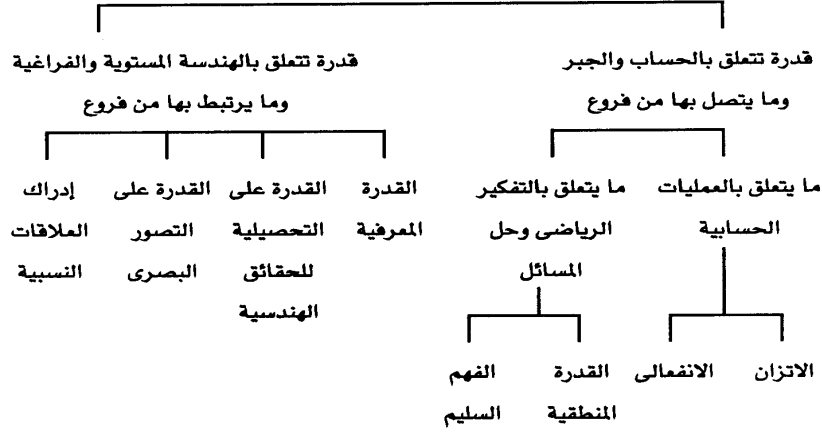 قدرة تتعلق بالحساب والجبر
وما يتصل بها من فروع
قدرة تتعلق بالهندسة المستوية والفراغية
وما يرتبط بها من فروع
ما يتعلق بالعمليات
الحسابية
ما يتعلق بالتفكير
الرياضى وحل
المسائل
القدرة
المعرفية
القدرة على
التحصيلية
للحقائق
الهندسية
القدرة على
التصور
البصرى
إدراك
العلاقات
النسبية
الاتزان
الانفعالى
القدرة
المنطقية
الفهم
السليم